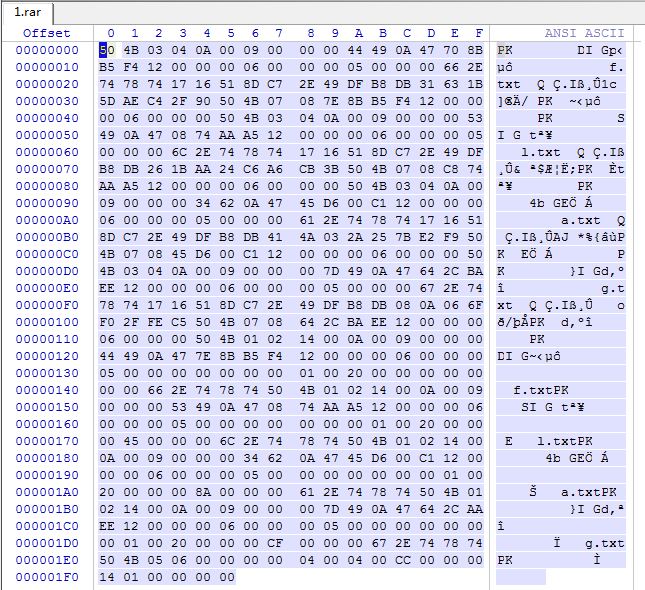 1.rar
Offset 0 1 2 3 4 5 6 7 8 9 A B C D E F ANSI ASCII
00000000 50 4B 03 04 0A 00 09 00 00 00 44 49 0A 47 70 8B PK DI Gp‹
00000010 B5 F4 12 00 00 00 06 00 00 00 05 00 00 00 66 2E µô f.
00000020 74 78 74 17 16 51 8D C7 2E 49 DF B8 DB 31 63 1B txt Q Ç.Iß¸Û1c
00000030 5D AE C4 2F 90 50 4B 07 08 7E 8B B5 F4 12 00 00 ]®Ä/ PK ~‹µô
00000040 00 06 00 00 00 50 4B 03 04 0A 00 09 00 00 00 53 PK S
00000050 49 0A 47 08 74 AA A5 12 00 00 00 06 00 00 00 05 I G tª¥
00000060 00 00 00 6C 2E 74 78 74 17 16 51 8D C7 2E 49 DF l.txt Q Ç.Iß
00000070 B8 DB 26 1B AA 24 C6 A6 CB 3B 50 4B 07 08 C8 74 ¸Û& ª$Æ¦Ë;PK Èt
00000080 AA A5 12 00 00 00 06 00 00 00 50 4B 03 04 0A 00 ª¥ PK
00000090 09 00 00 00 34 62 0A 47 45 D6 00 C1 12 00 00 00 4b GEÖ Á
000000A0 06 00 00 00 05 00 00 00 61 2E 74 78 74 17 16 51 a.txt Q
000000B0 8D C7 2E 49 DF B8 DB 41 4A 03 2A 25 7B E2 F9 50 Ç.Iß¸ÛAJ *%{âùP
000000C0 4B 07 08 45 D6 00 C1 12 00 00 00 06 00 00 00 50 K EÖ Á P
000000D0 4B 03 04 0A 00 09 00 00 00 7D 49 0A 47 64 2C BA K }I Gd,º
000000E0 EE 12 00 00 00 06 00 00 00 05 00 00 00 67 2E 74 î g.t
000000F0 78 74 17 16 51 8D C7 2E 49 DF B8 DB 08 0A 06 6F xt Q Ç.Iß¸Û o
00000100 F0 2F FE C5 50 4B 07 08 64 2C BA EE 12 00 00 00 ð/þÅPK d,ºî
00000110 06 00 00 00 50 4B 01 02 14 00 0A 00 09 00 00 00 PK
00000120 44 49 0A 47 7E 8B B5 F4 12 00 00 00 06 00 00 00 DI G~‹µô
00000130 05 00 00 00 00 00 00 00 01 00 20 00 00 00 00 00
00000140 00 00 66 2E 74 78 74 50 4B 01 02 14 00 0A 00 09 f.txtPK
00000150 00 00 00 53 49 0A 47 08 74 AA A5 12 00 00 00 06 SI G tª¥
00000160 00 00 00 05 00 00 00 00 00 00 00 01 00 20 00 00
00000170 00 45 00 00 00 6C 2E 74 78 74 50 4B 01 02 14 00 E l.txtPK
00000180 0A 00 09 00 00 00 34 62 0A 47 45 D6 00 C1 12 00 4b GEÖ Á
00000190 00 00 06 00 00 00 05 00 00 00 00 00 00 00 01 00
000001A0 20 00 00 00 8A 00 00 00 61 2E 74 78 74 50 4B 01 Š a.txtPK
000001B0 02 14 00 0A 00 09 00 00 00 7D 49 0A 47 64 2C AA }I Gd,ª
000001C0 EE 12 00 00 00 06 00 00 00 05 00 00 00 00 00 00 î
000001D0 00 01 00 20 00 00 00 CF 00 00 00 67 2E 74 78 74 Ï g.txt
000001E0 50 4B 05 06 00 00 00 00 04 00 04 00 CC 00 00 00 PK Ì
000001F0 14 01 00 00 00 00